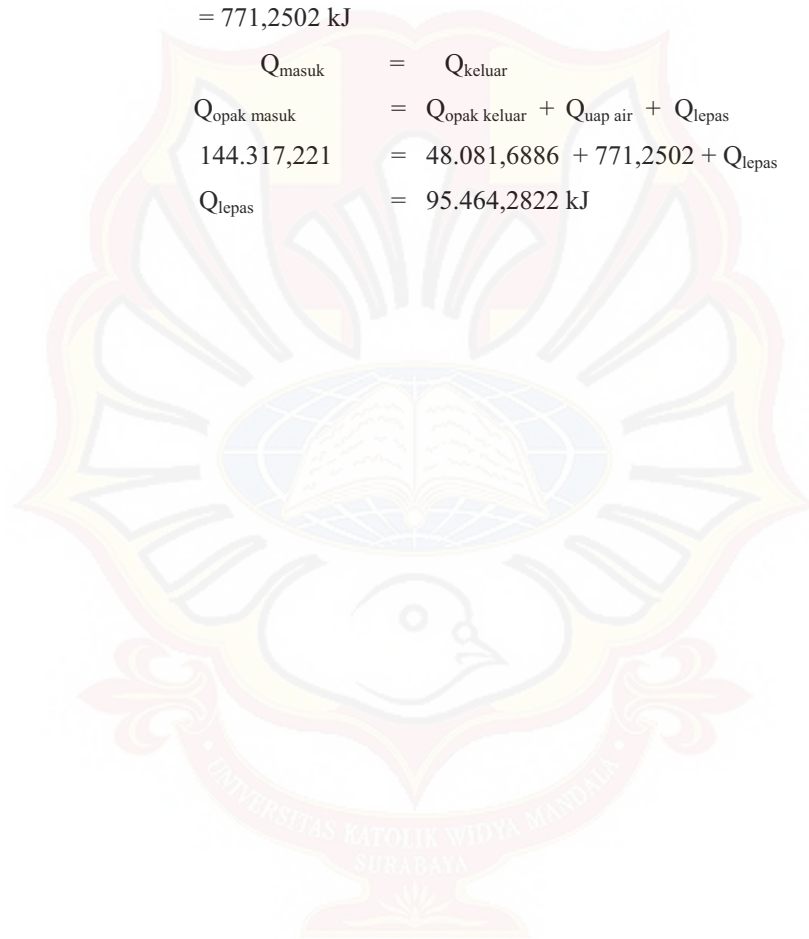 = 771,2502 kJ
Qmasuk = Qkeluar
Qopak masuk = Qopak keluar + Quap air + Qlepas
144.317,221 = 48.081,6886 + 771,2502 + Qlepas
Qlepas = 95.464,2822 kJ
UNIVERSITAS KATOLIK WIDYA MANDALA
SURABAYA